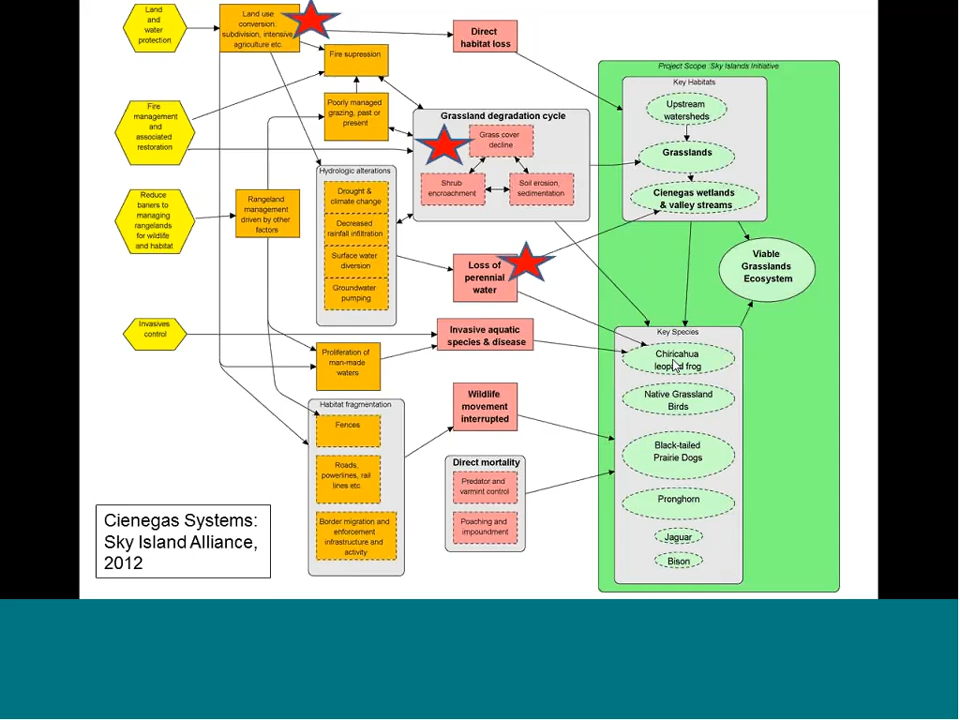 Land
and
water
protection
Land use
conversion:
subdivision, intensive
agriculture etc.
Direct
habitat loss
Fire supression
Fire
management
and
associated
restoration
Poorly managed
grazing, past or
present
Grassland degradation cycle
Grass cover
decline
Shrub
encroachment
Soil erosion,
sedimentation
Reduce
bariers to
managing
rangelands
for wildlife
and habitat
Rangeland
management
driven by other
factors
Hydrologic alterations
Drought &
climate change
Decreased
rainfall infiltration
Surface water
diversion
Groundwater
pumping
Loss of
perennial
water
Invasives
control
Invasive aquatic
species & disease
Proliferation of
man-made
waters
Habitat fragmentation
Fences
Roads,
powerlines, rail
lines etc.
Border migration and
enforcement
infrastructure and
activity
Wildlife
movement
interrupted
Direct mortality
Predator and
varmint control
Poaching and
impoundment
Project Scope: Sky Islands Initiative
Key Habitats
Upstream
watersheds
Grasslands
Cienegas wetlands
& valley streams
Viable
Grasslands
Ecosystem
Key Species
Chiricahua
leopard frog
Native Grassland
Birds
Black-tailed
Prairie Dogs
Pronghorn
Jaguar
Bison
Cienegas Systems:
Sky Island Alliance,
2012